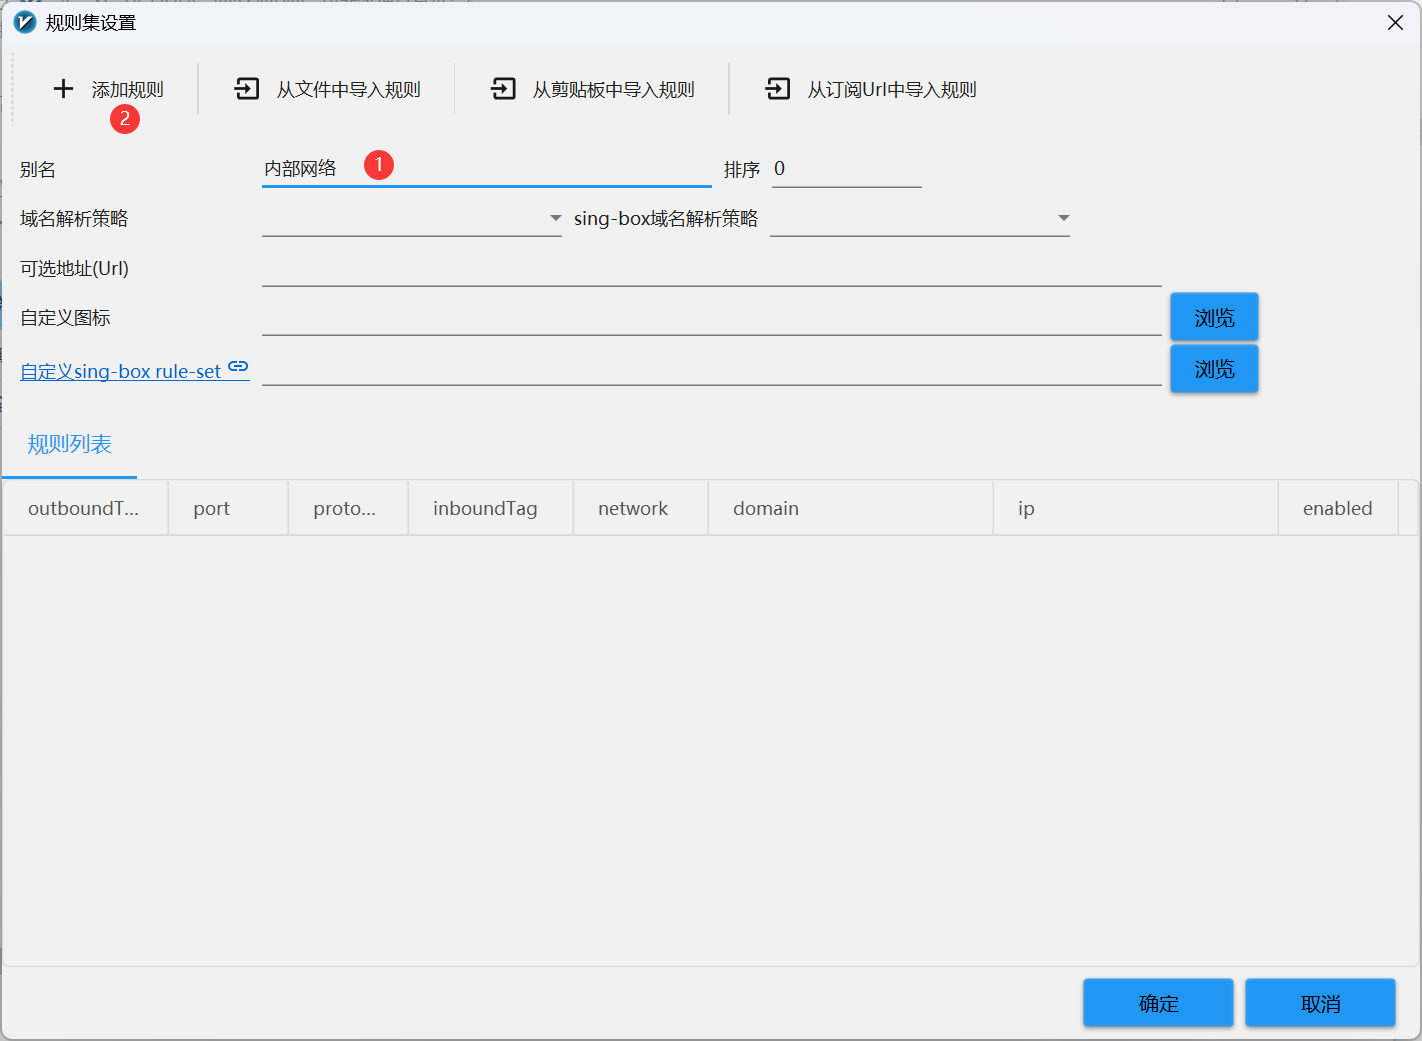 规则集设置
添加规则
从文件中导入规则
从剪贴板中导入规则
从订阅Url中导入规则
2
别名
内部网络
1
排序
0
域名解析策略
sing-box域名解析策略
可选地址(Url)
自定义图标
浏览
自定义sing-box rule-set
浏览
规则列表
outboundT...
port
proto...
inboundTag
network
domain
ip
enabled
确定
取消